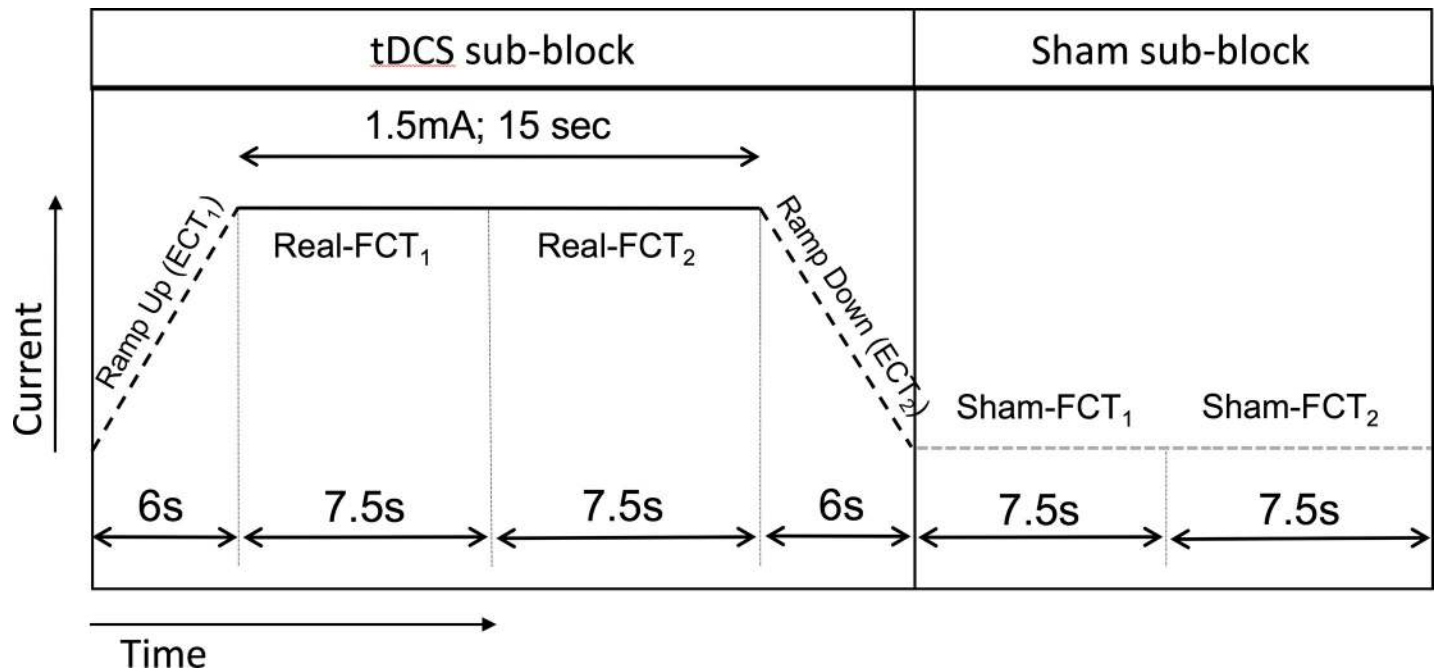 tDCS sub-block
Sham sub-block
1.5mA; 15 sec
Current
Ramp Up (ECT₁)
Real-FCT₁
Real-FCT₂
Ramp Down (ECT₂)
Sham-FCT₁
Sham-FCT₂
6s
7.5s
7.5s
6s
7.5s
7.5s
Time